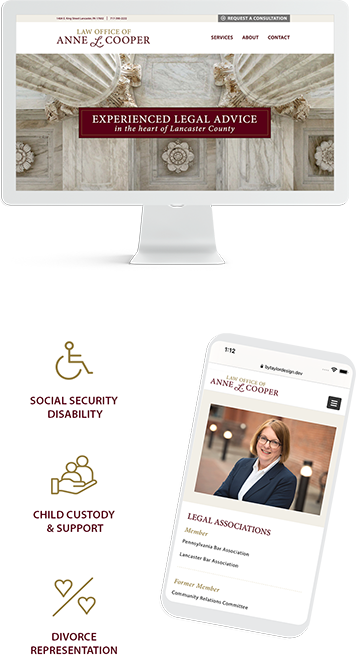 REQUEST A CONSULTATION
LAW OFFICE OF
ANNE L COOPER
SERVICES ABOUT CONTACT
EXPERIENCED LEGAL ADVICE
in the heart of Lancaster County
SOCIAL SECURITY
DISABILITY
CHILD CUSTODY
& SUPPORT
DIVORCE
REPRESENTATION
1:12
bytaylordesign.dev
LAW OFFICE OF
ANNE L COOPER
LEGAL ASSOCIATIONS
Member
Pennsylvania Bar Association
Lancaster Bar Association
Former Member
Community Relations Committee